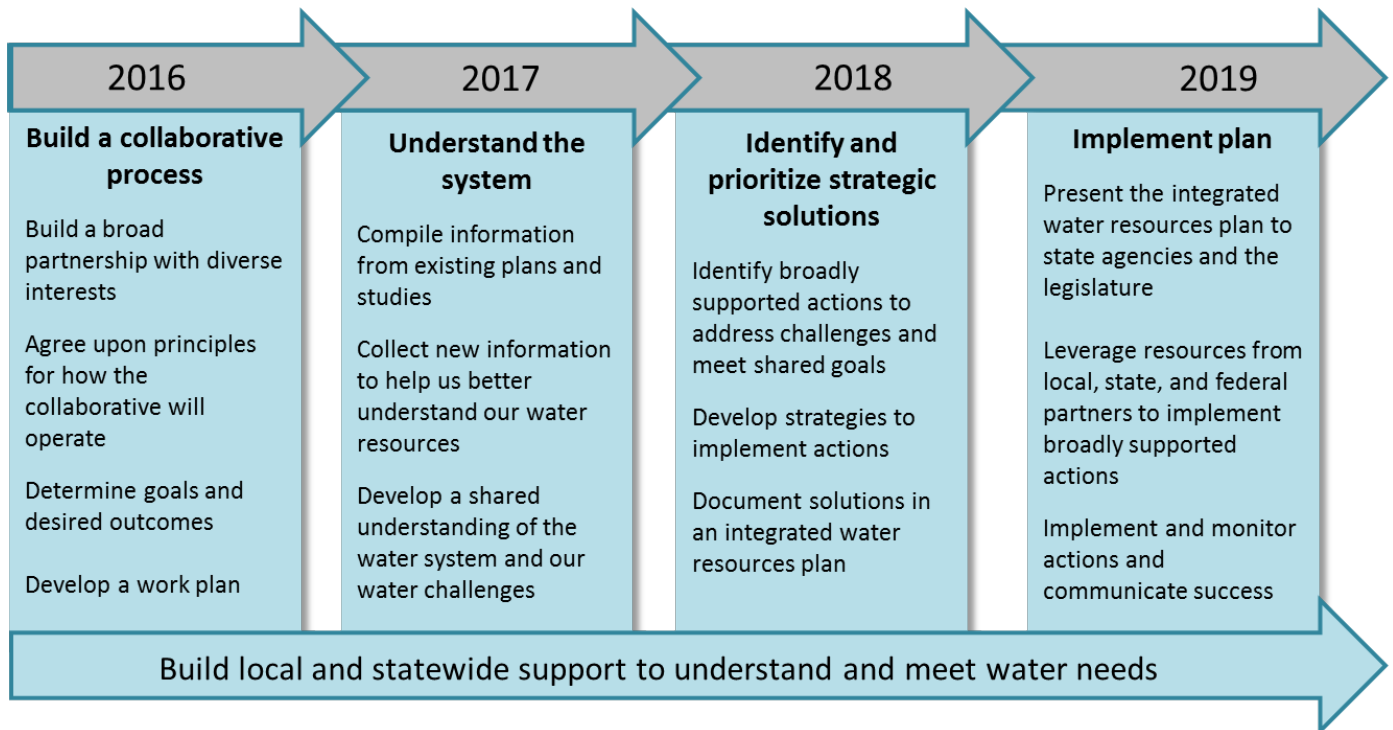 2016
Build a collaborative
process
Build a broad
partnership with diverse
interests
Agree upon principles
for how the
collaborative will
operate
Determine goals and
desired outcomes
Develop a work plan
2017
Understand the
system
Compile information
from existing plans and
studies
Collect new information
to help us better
understand our water
resources
Develop a shared
understanding of the
water system and our
water challenges
2018
Identify and
prioritize strategic
solutions
Identify broadly
supported actions to
address challenges and
meet shared goals
Develop strategies to
implement actions
Document solutions in
an integrated water
resources plan
2019
Implement plan
Present the integrated
water resources plan to
state agencies and the
legislature
Leverage resources from
local, state, and federal
partners to implement
broadly supported
actions
Implement and monitor
actions and
communicate success
Build local and statewide support to understand and meet water needs